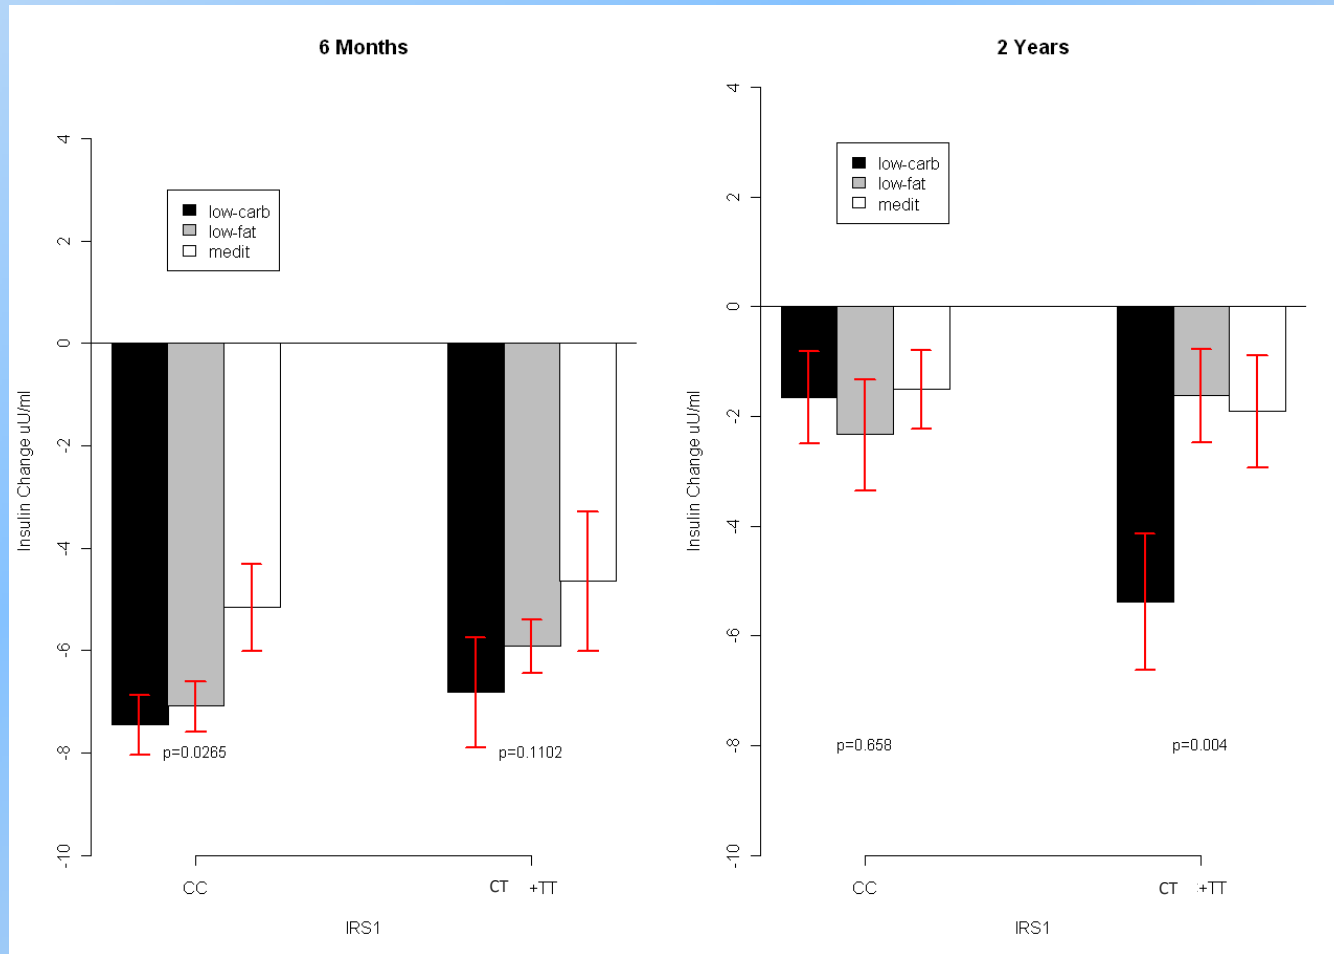 6 Months
4
2
0
-2
-4
-6
-8
-10
Insulin Change uU/ml
low-carb
low-fat
medit
p=0.0265
p=0.1102
CC
CT +TT
IRS1
2 Years
4
2
0
-2
-4
-6
-8
-10
Insulin Change uU/ml
low-carb
low-fat
medit
p=0.658
p=0.004
CC
CT +TT
IRS1